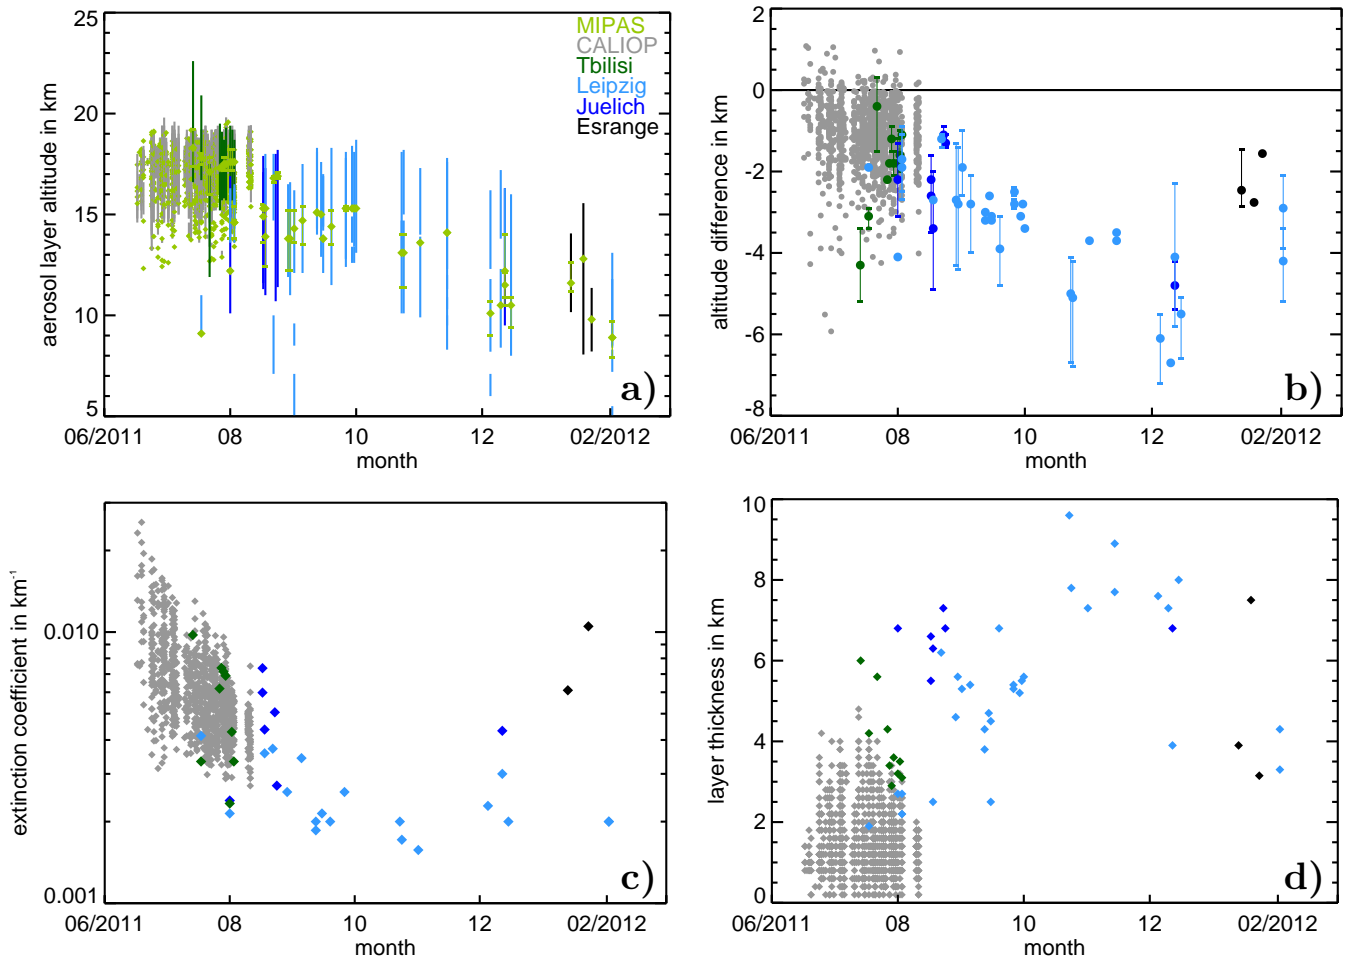 25
20
15
10
5
aerosol layer altitude in km
MIPAS
CALIOP
Tbilisi
Leipzig
Juelich
Esrange
a)
06/2011 08 10 12 02/2012
month
2
0
-2
-4
-6
-8
altitude difference in km
b)
06/2011 08 10 12 02/2012
month
0.010
0.001
extinction coefficient in km-1
c)
06/2011 08 10 12 02/2012
month
10
8
6
4
2
0
layer thickness in km
d)
06/2011 08 10 12 02/2012
month